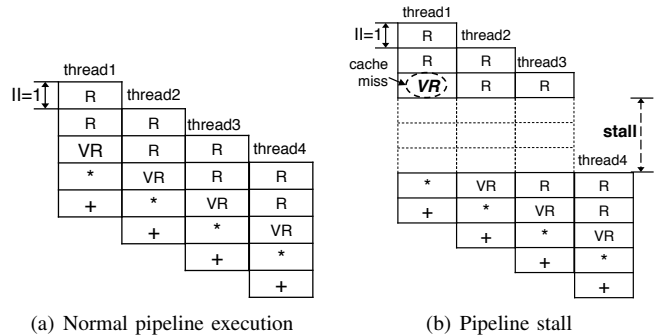 thread1
II=1
R
thread2
R
R
thread3
VR
R
R
thread4
*
VR
R
R
+
*
VR
R
+
*
VR
+
*
+
(a) Normal pipeline execution
thread1
II=1
R
thread2
R
R
thread3
cache
miss
VR
R
R
stall
thread4
*
VR
R
R
+
*
VR
R
+
*
VR
+
*
+
(b) Pipeline stall